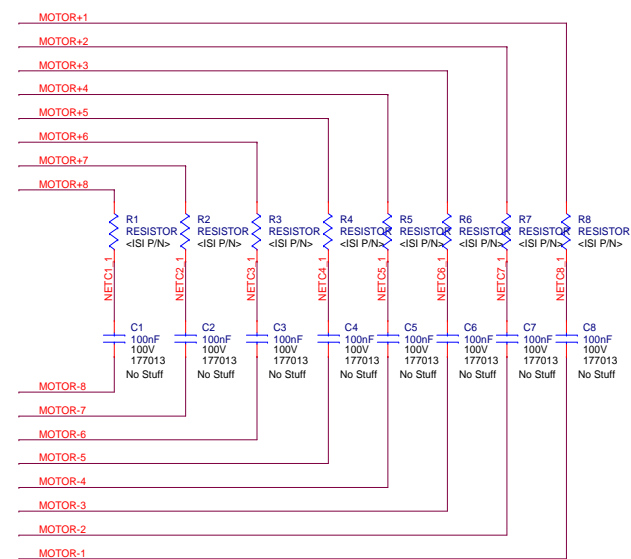 MOTOR+1
MOTOR+2
MOTOR+3
MOTOR+4
MOTOR+5
MOTOR+6
MOTOR+7
MOTOR+8
R1
RESISTOR
<ISI P/N>
R2
RESISTOR
<ISI P/N>
R3
RESISTOR
<ISI P/N>
R4
RESISTOR
<ISI P/N>
R5
RESISTOR
<ISI P/N>
R6
RESISTOR
<ISI P/N>
R7
RESISTOR
<ISI P/N>
R8
RESISTOR
<ISI P/N>
NETC1_1
NETC2_1
NETC3_1
NETC4_1
NETC5_1
NETC6_1
NETC7_1
NETC8_1
C1
100nF
100V
177013
No Stuff
C2
100nF
100V
177013
No Stuff
C3
100nF
100V
177013
No Stuff
C4
100nF
100V
177013
No Stuff
C5
100nF
100V
177013
No Stuff
C6
100nF
100V
177013
No Stuff
C7
100nF
100V
177013
No Stuff
C8
100nF
100V
177013
No Stuff
MOTOR-8
MOTOR-7
MOTOR-6
MOTOR-5
MOTOR-4
MOTOR-3
MOTOR-2
MOTOR-1